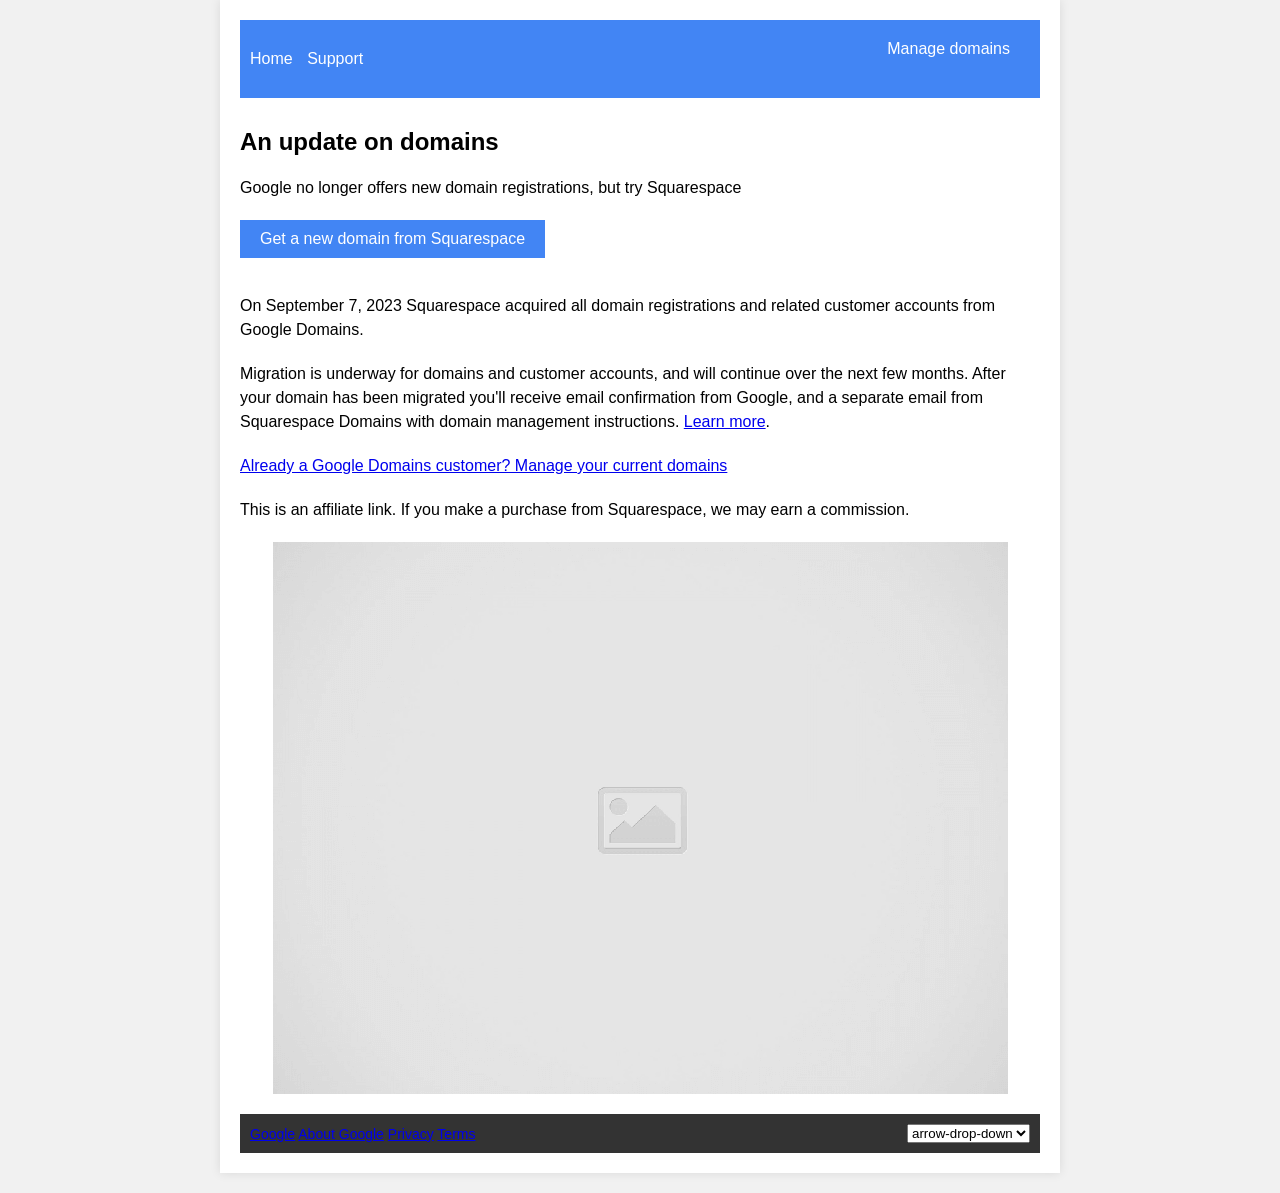 Home Support Manage domains
An update on domains
Google no longer offers new domain registrations, but try Squarespace
Get a new domain from Squarespace
On September 7, 2023 Squarespace acquired all domain registrations and related customer accounts from
Google Domains.
Migration is underway for domains and customer accounts, and will continue over the next few months. After
your domain has been migrated you'll receive email confirmation from Google, and a separate email from
Squarespace Domains with domain management instructions. Learn more.
Already a Google Domains customer? Manage your current domains
This is an affiliate link. If you make a purchase from Squarespace, we may earn a commission.
Google About Google Privacy Terms arrow-drop-down